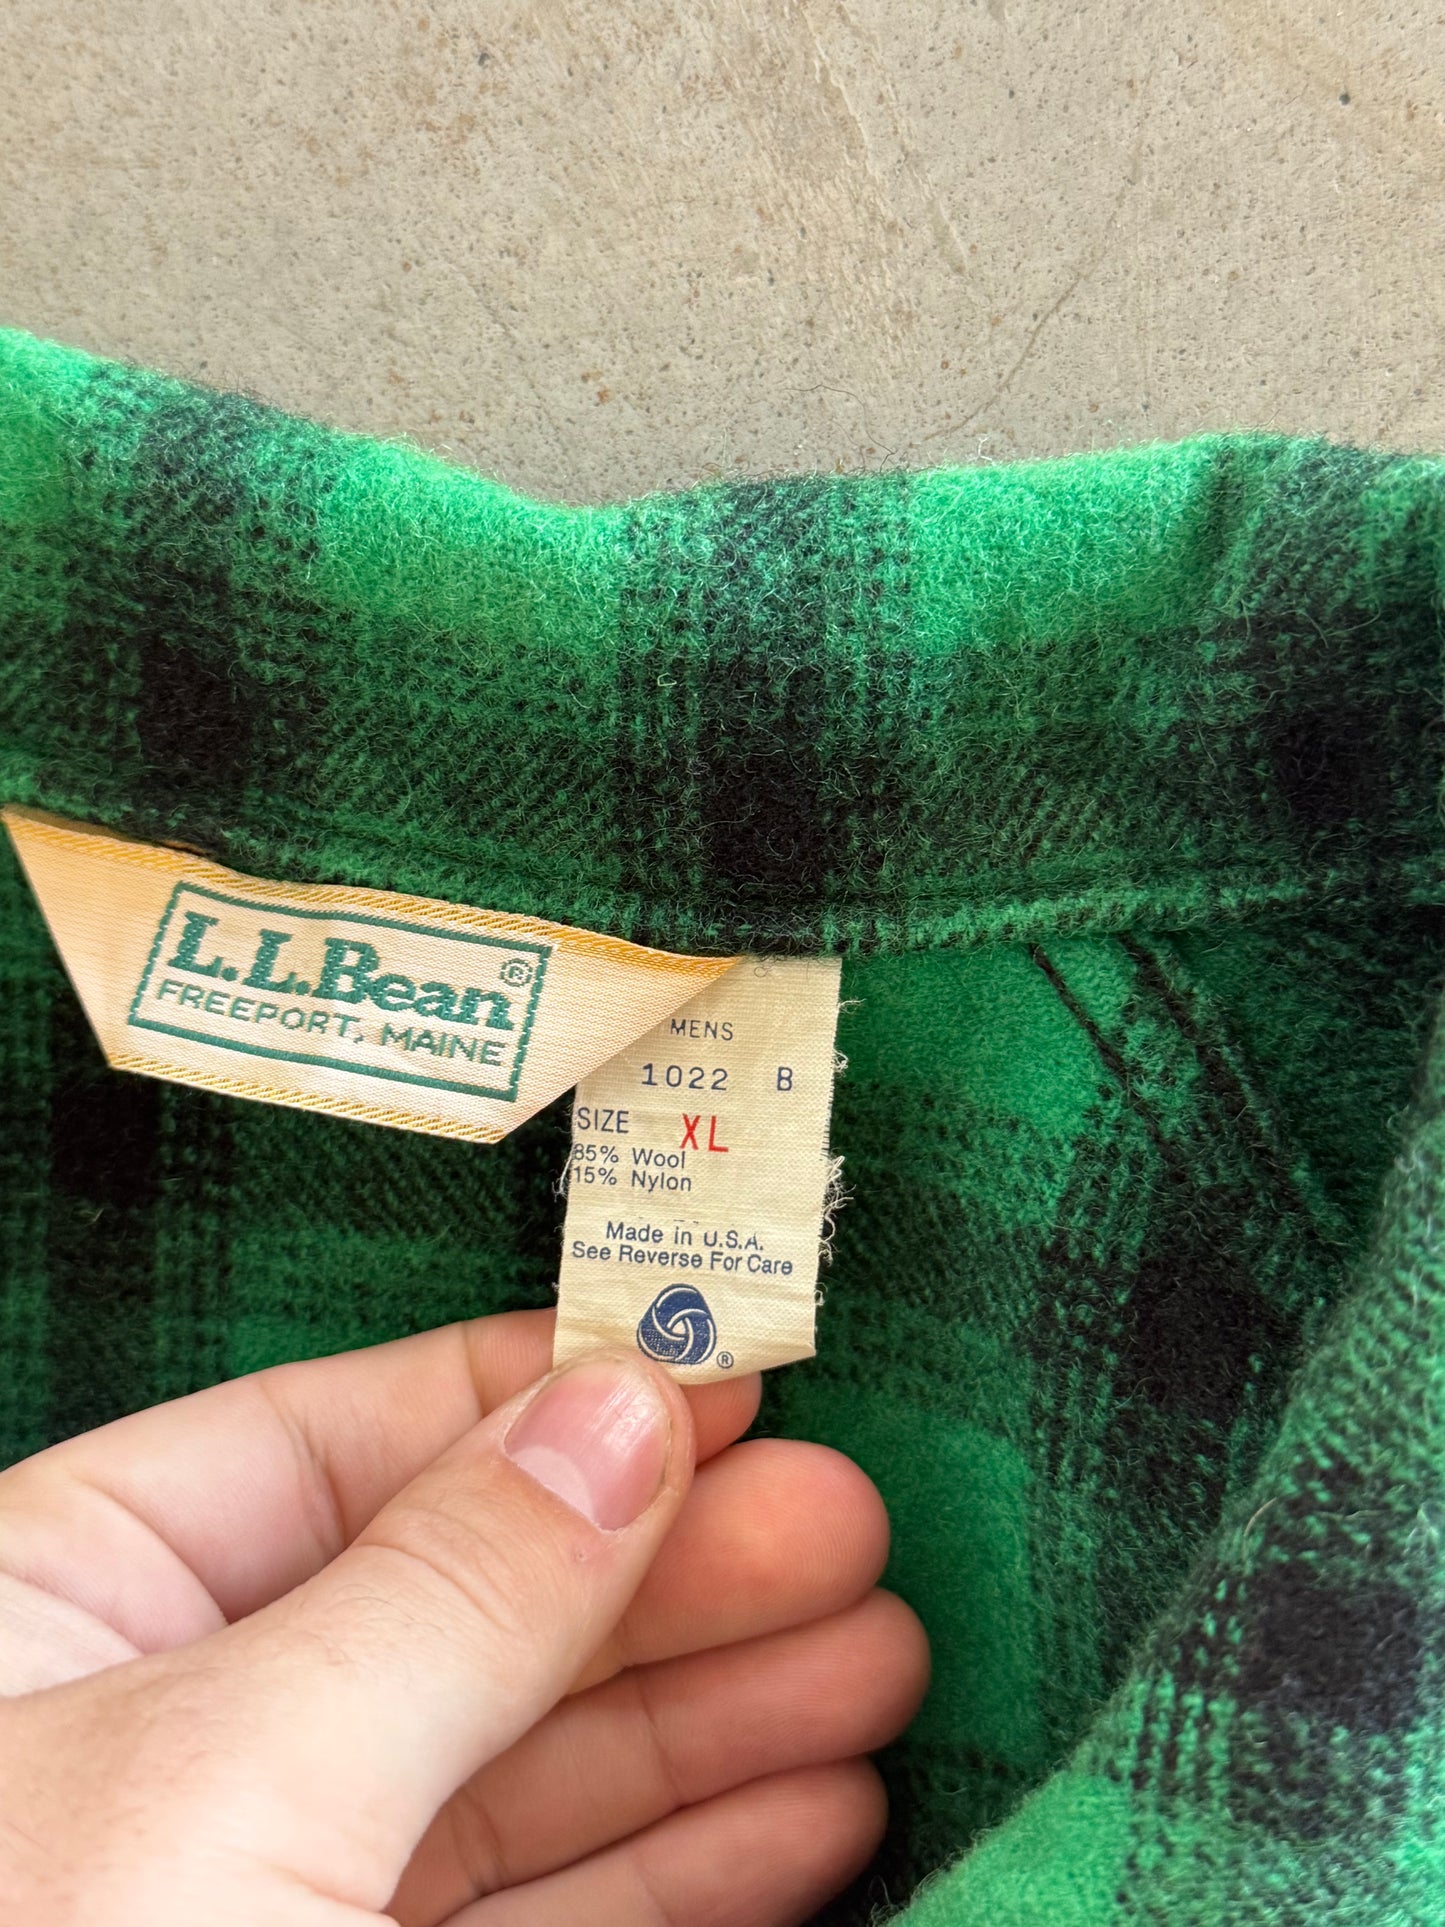 L.L.Bean®
FREEPORT, MAINE
MENS
1022 B
SIZE XL
85% Wool
15% Nylon
Made in U.S.A.
See Reverse For Care
®